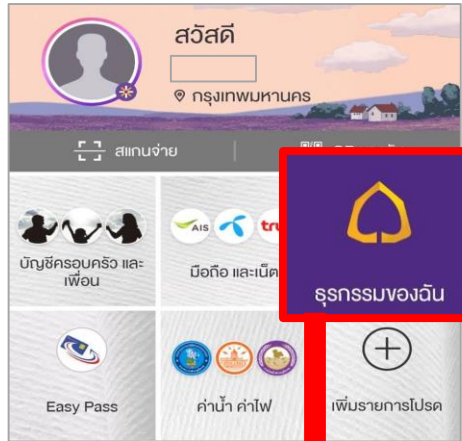 สวัสดี
กรุงเทพมหานคร
สแกนจ่าย
บัญชีครอบครัว และ
เพื่อน
AIS
tru
มือถือ และเน็ต
ธุรกรรมของฉัน
Easy Pass
ค่าน้ำ ค่าไฟ
เพิ่มรายการโปรด